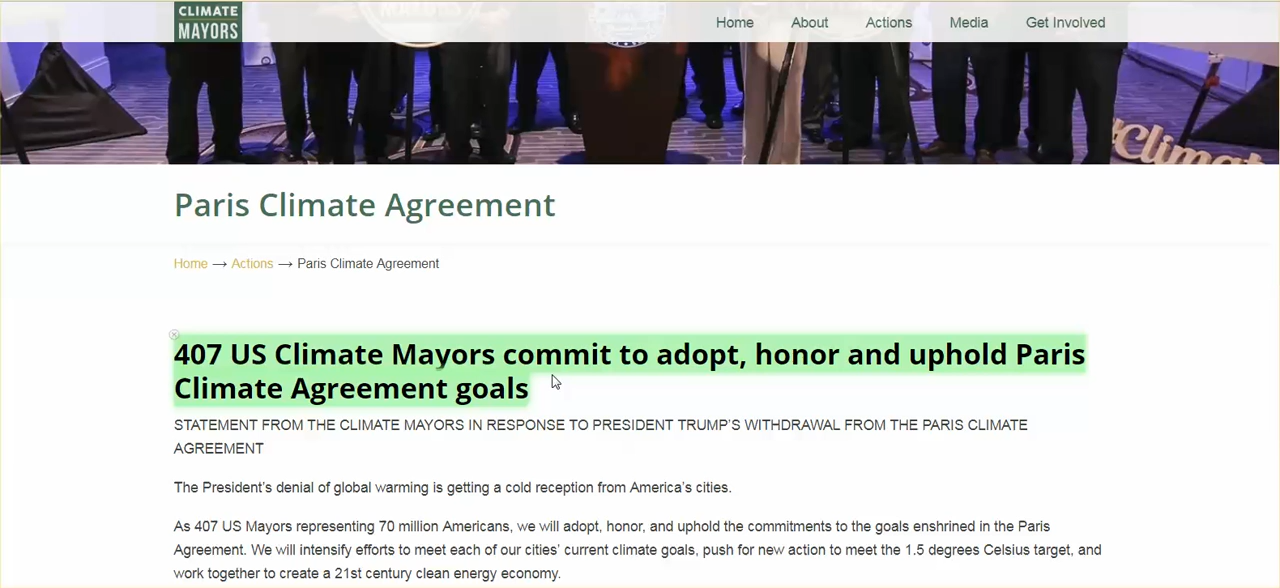 CLIMATE
MAYORS
Home About Actions Media Get Involved
Paris Climate Agreement
Home → Actions → Paris Climate Agreement
407 US Climate Mayors commit to adopt, honor and uphold Paris
Climate Agreement goals
STATEMENT FROM THE CLIMATE MAYORS IN RESPONSE TO PRESIDENT TRUMP’S WITHDRAWAL FROM THE PARIS CLIMATE
AGREEMENT
The President’s denial of global warming is getting a cold reception from America’s cities.
As 407 US Mayors representing 70 million Americans, we will adopt, honor, and uphold the commitments to the goals enshrined in the Paris
Agreement. We will intensify efforts to meet each of our cities’ current climate goals, push for new action to meet the 1.5 degrees Celsius target, and
work together to create a 21st century clean energy economy.